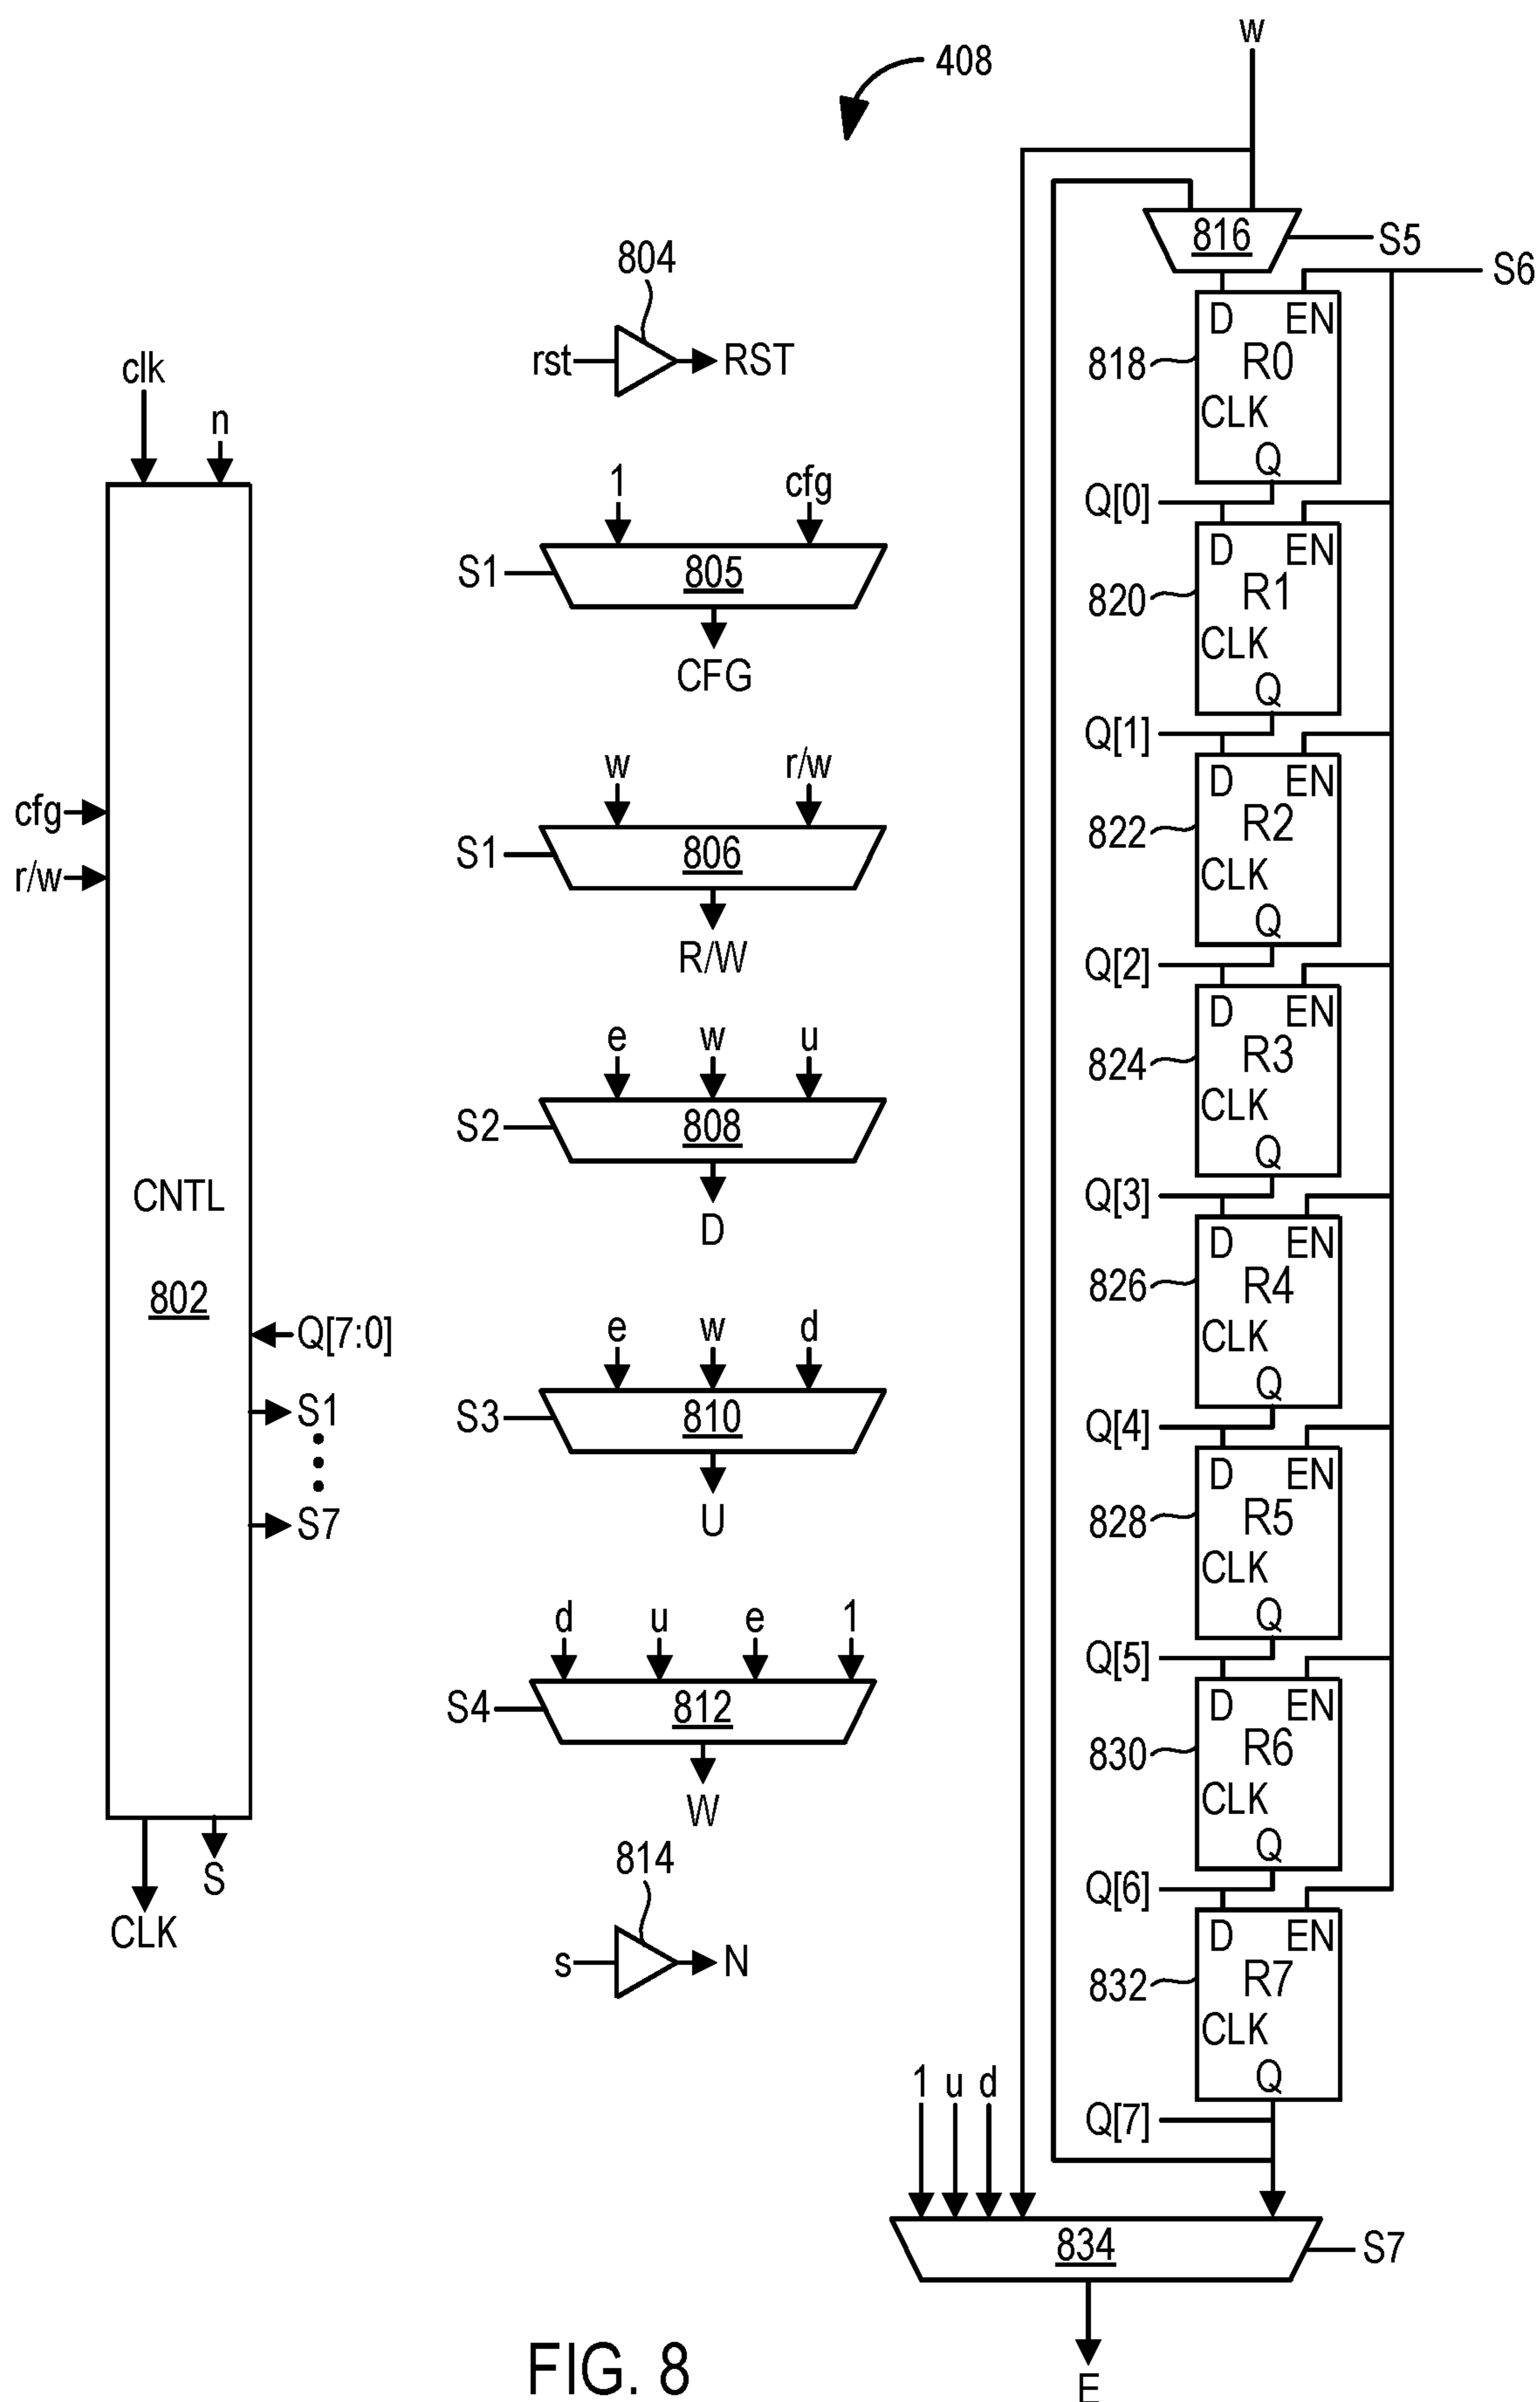 408
w
816
S5
S6
804
rst
RST
clk
n
cfg
r/w
CNTL
802
Q[7:0]
S1
S7
S
CLK
1
cfg
S1
805
CFG
w
r/w
S1
806
R/W
e
w
u
S2
808
D
e
w
d
S3
810
U
d
u
e
1
S4
812
W
814
s
N
D
EN
818
R0
CLK
Q
Q[0]
D
EN
820
R1
CLK
Q
Q[1]
D
EN
822
R2
CLK
Q
Q[2]
D
EN
824
R3
CLK
Q
Q[3]
D
EN
826
R4
CLK
Q
Q[4]
D
EN
828
R5
CLK
Q
Q[5]
D
EN
830
R6
CLK
Q
Q[6]
D
EN
832
R7
CLK
Q
Q[7]
1
u
d
834
S7
E
FIG. 8